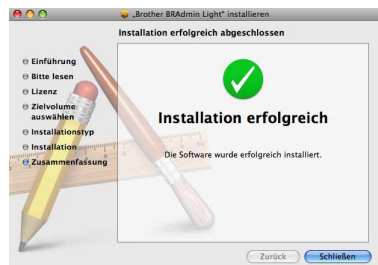 „Brother BRAdmin Light“ installieren
Installation erfolgreich abgeschlossen
Einführung
Bitte lesen
Lizenz
Zielvolume
auswählen
Installationstyp
Installation
Zusammenfassung
Installation erfolgreich
Die Software wurde erfolgreich installiert.
Zurück
Schließen